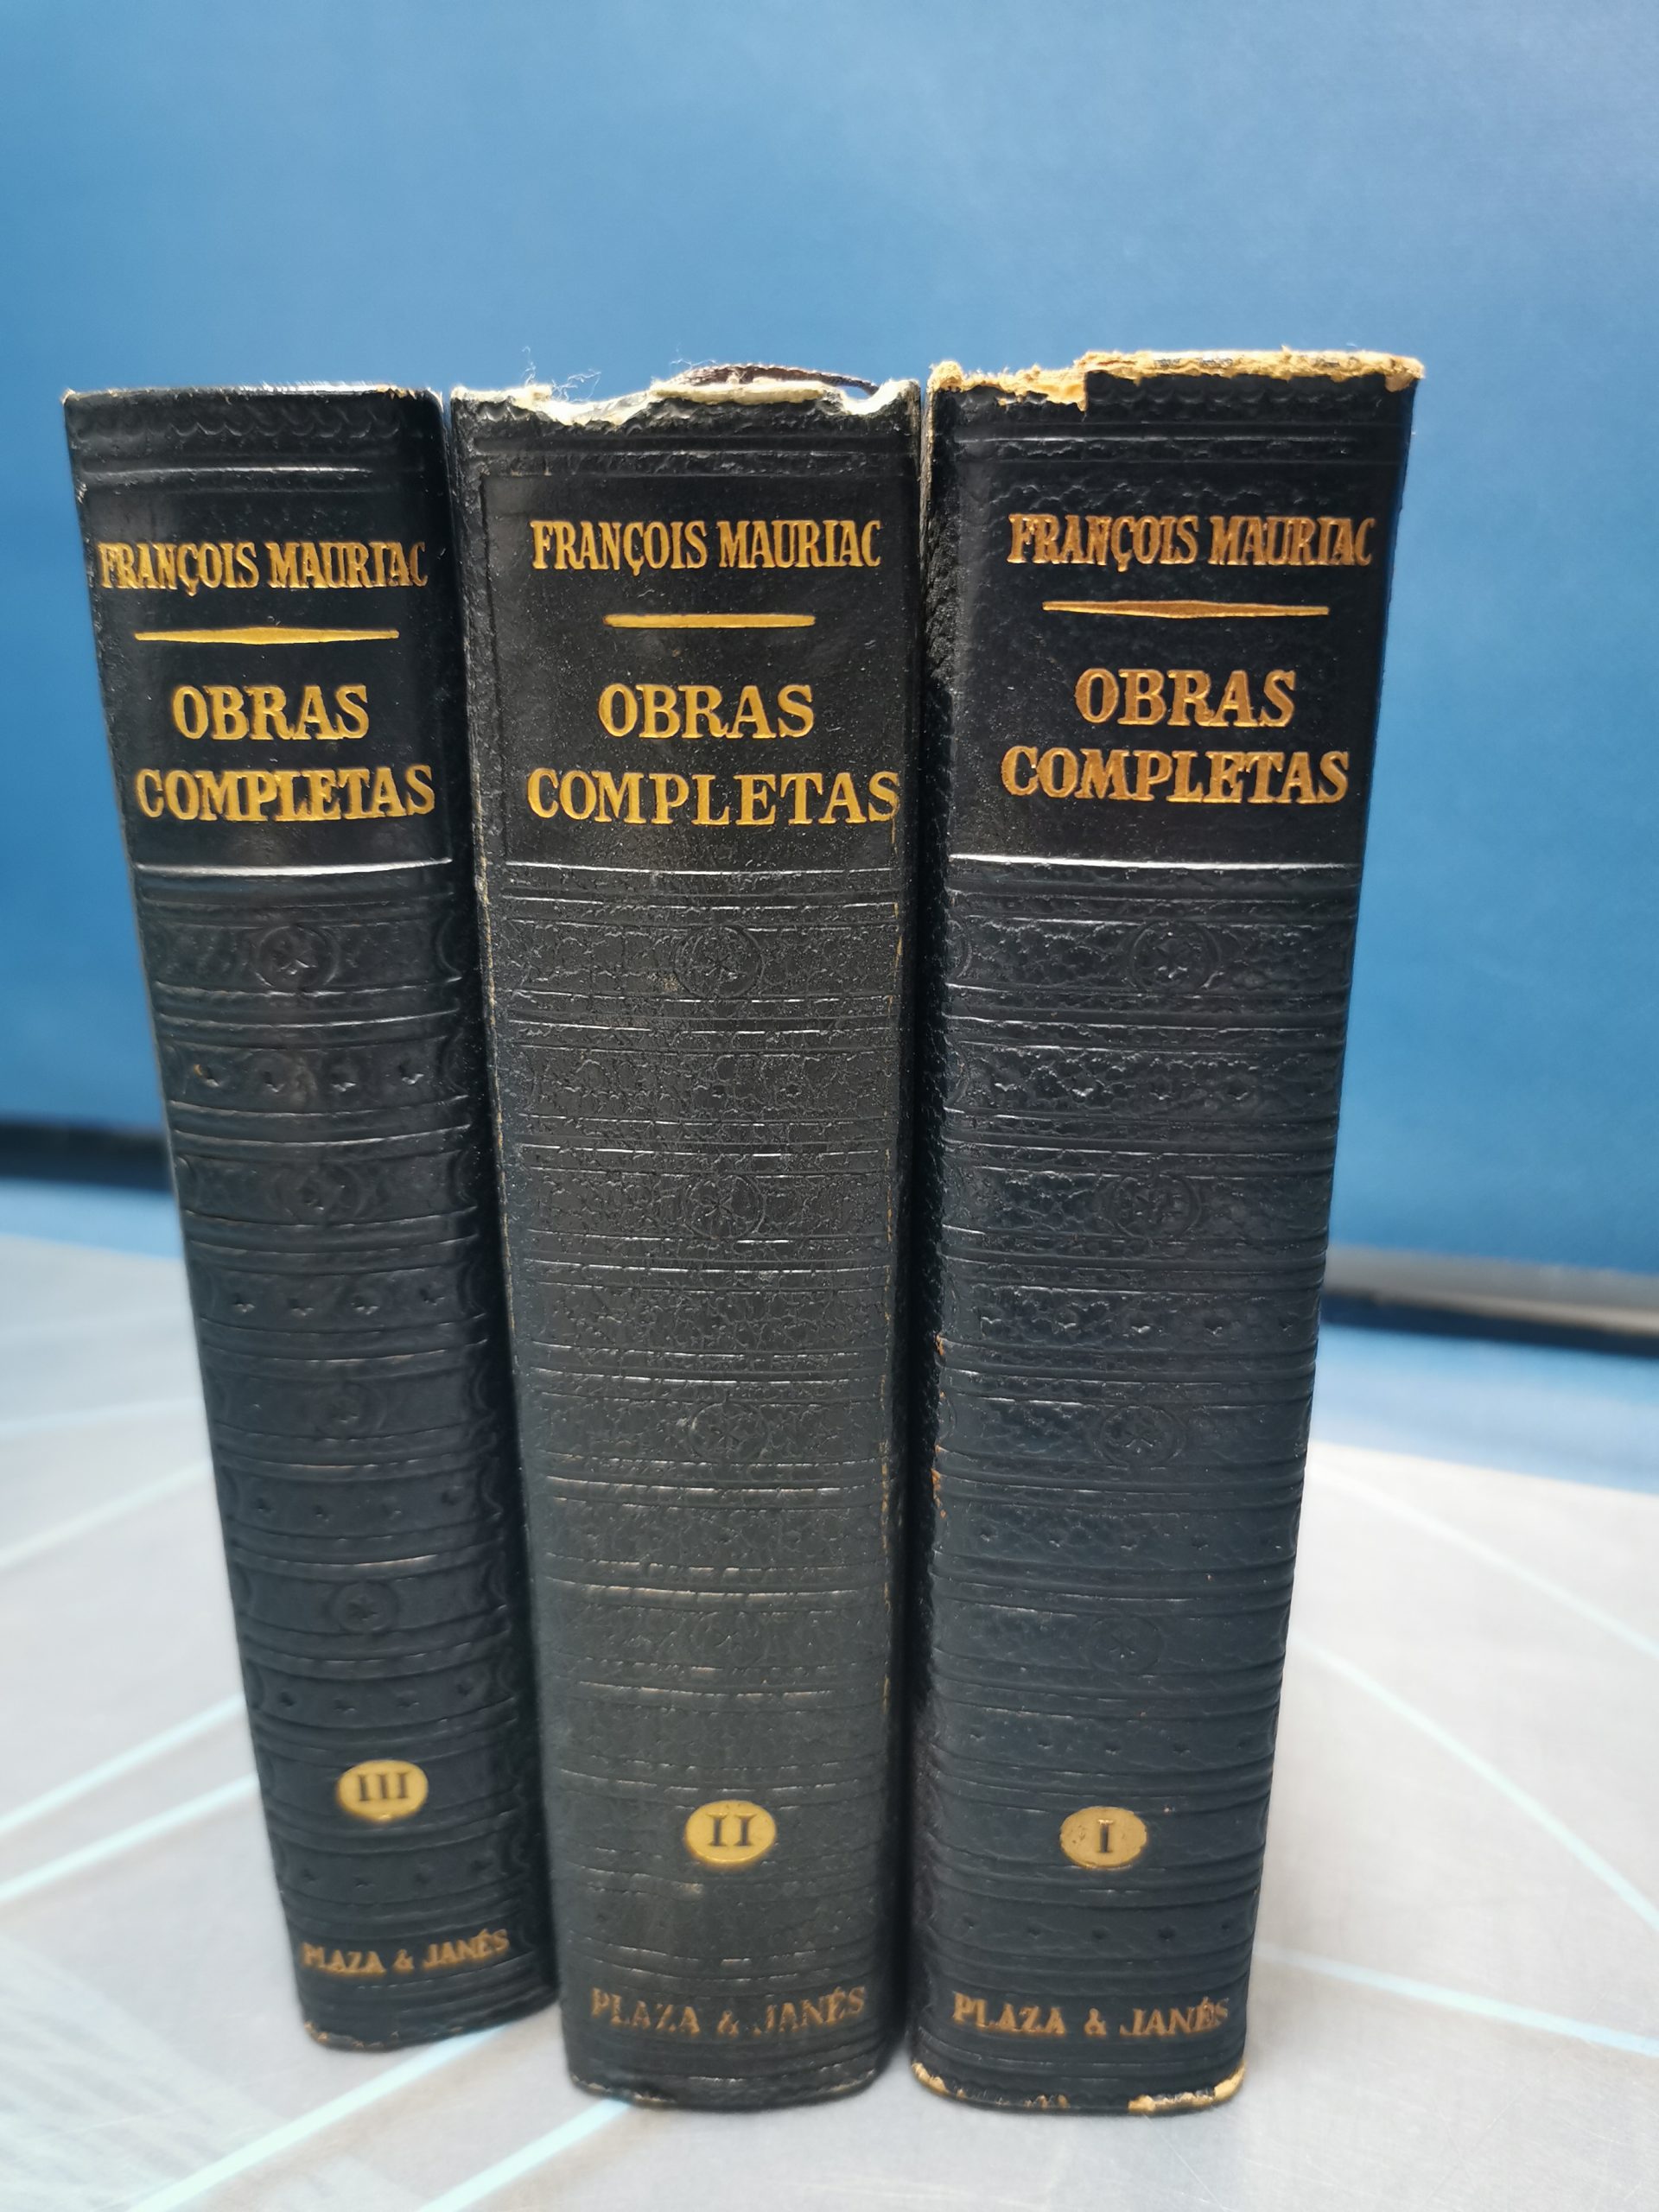 FRANÇOIS MAURIAC
OBRAS
COMPLETAS
III
PLAZA & JANÉS
FRANÇOIS MAURIAC
OBRAS
COMPLETAS
II
PLAZA & JANÉS
FRANÇOIS MAURIAC
OBRAS
COMPLETAS
I
PLAZA & JANÉS